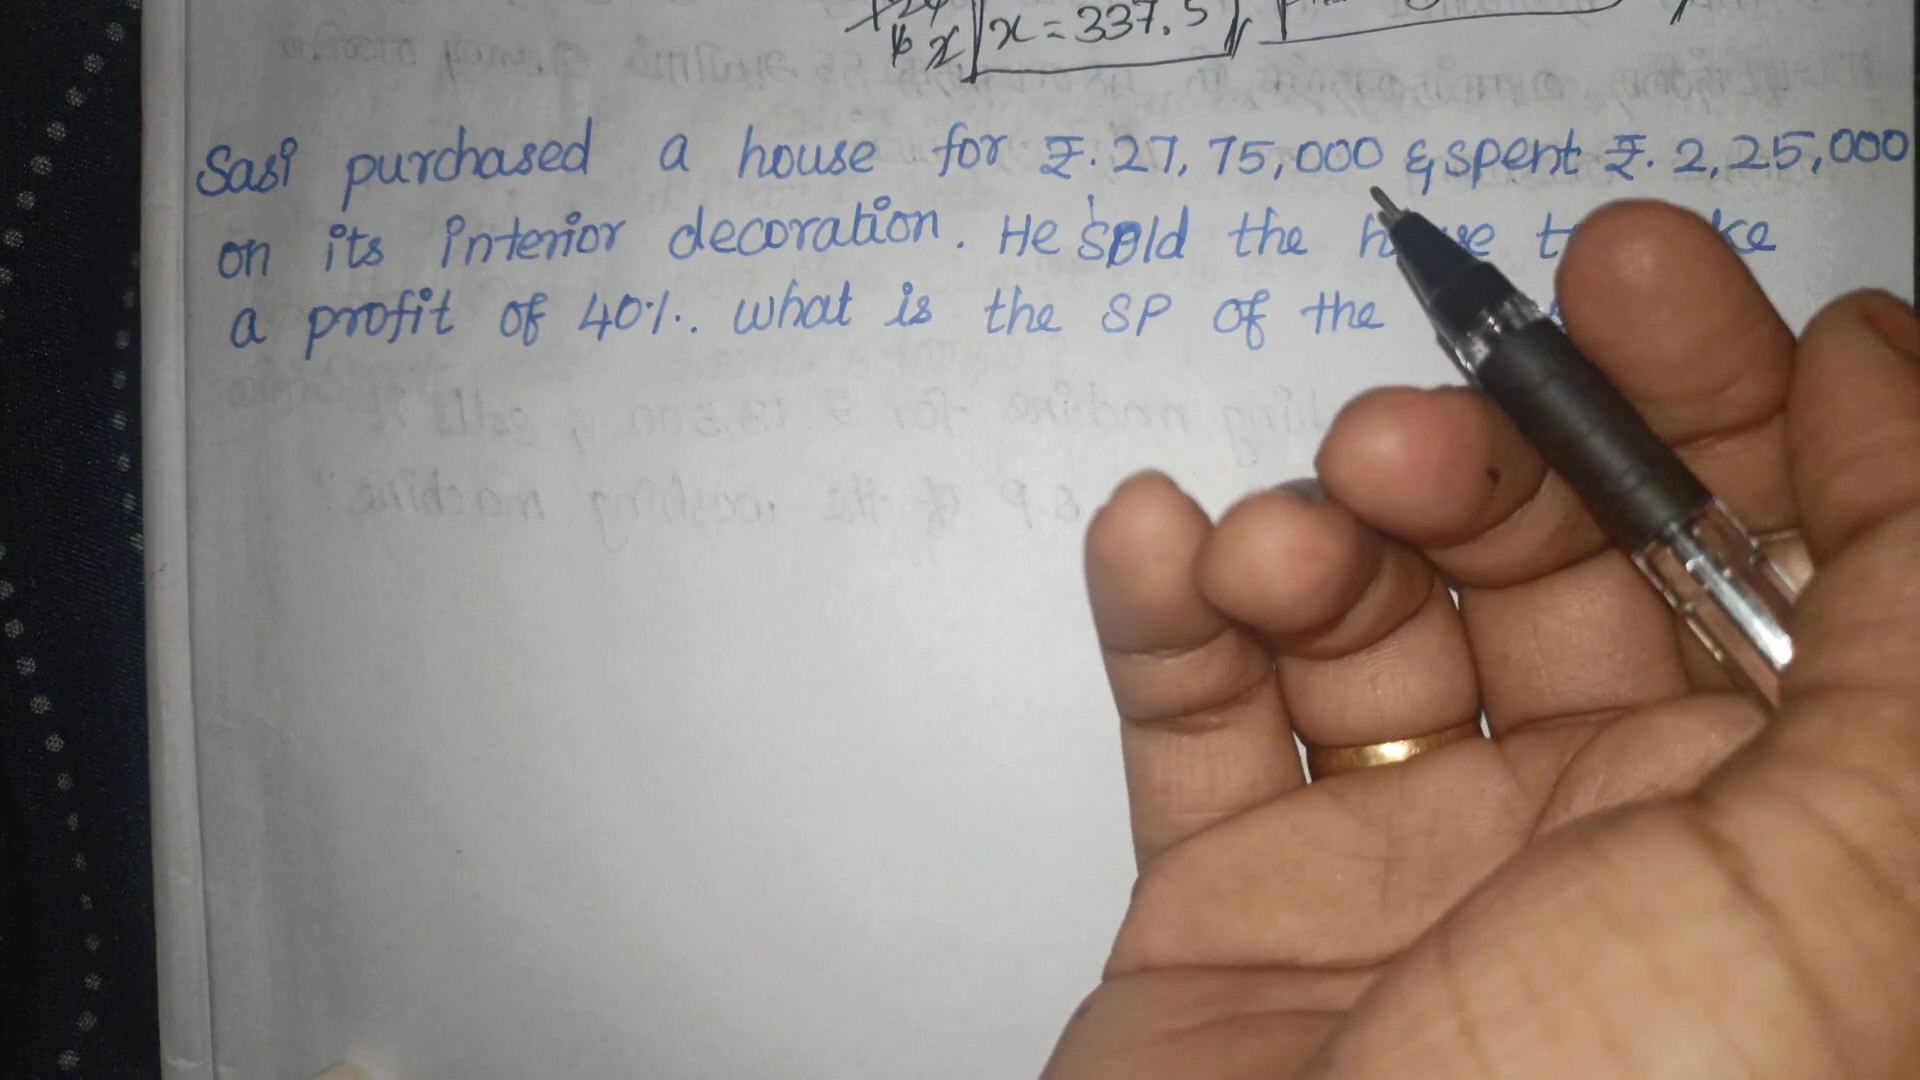 x = 337.5
Sasi purchased a house for ₹. 27,75,000 & spent ₹. 2,25,000
on its interior decoration. He sold the
a profit of 40%. what is the SP of the